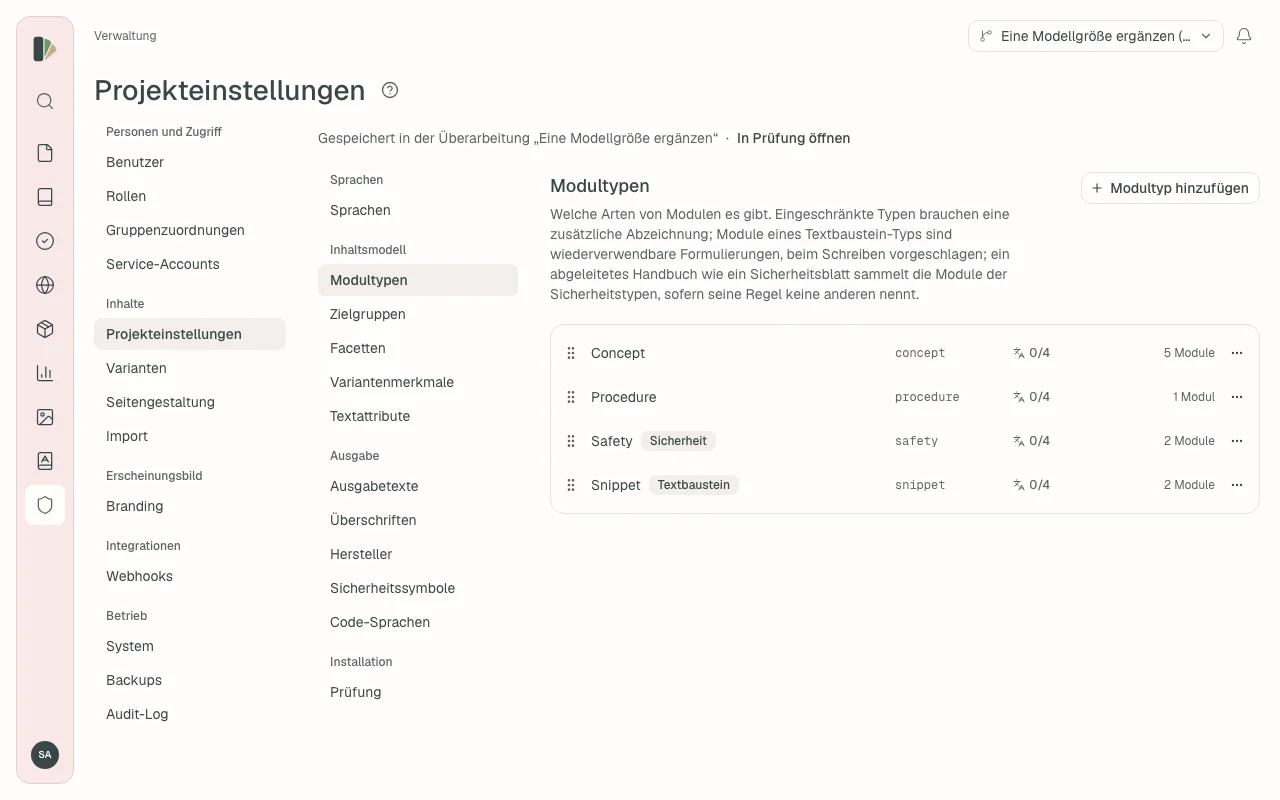 Verwaltung
Eine Modellgröße ergänzen (…
Projekteinstellungen
Personen und Zugriff
Benutzer
Rollen
Gruppenzuordnungen
Service-Accounts
Inhalte
Projekteinstellungen
Varianten
Seitengestaltung
Import
Erscheinungsbild
Branding
Integrationen
Webhooks
Betrieb
System
Backups
Audit-Log
SA
Gespeichert in der Überarbeitung „Eine Modellgröße ergänzen“ · In Prüfung öffnen
Sprachen
Sprachen
Inhaltsmodell
Modultypen
Zielgruppen
Facetten
Variantenmerkmale
Textattribute
Ausgabe
Ausgabetexte
Überschriften
Hersteller
Sicherheitssymbole
Code-Sprachen
Installation
Prüfung
Modultypen
Modultyp hinzufügen
Welche Arten von Modulen es gibt. Eingeschränkte Typen brauchen eine
zusätzliche Abzeichnung; Module eines Textbaustein-Typs sind
wiederverwendbare Formulierungen, beim Schreiben vorgeschlagen; ein
abgeleitetes Handbuch wie ein Sicherheitsblatt sammelt die Module der
Sicherheitstypen, sofern seine Regel keine anderen nennt.
Concept concept 0/4 5 Module
Procedure procedure 0/4 1 Modul
Safety Sicherheit safety 0/4 2 Module
Snippet Textbaustein snippet 0/4 2 Module